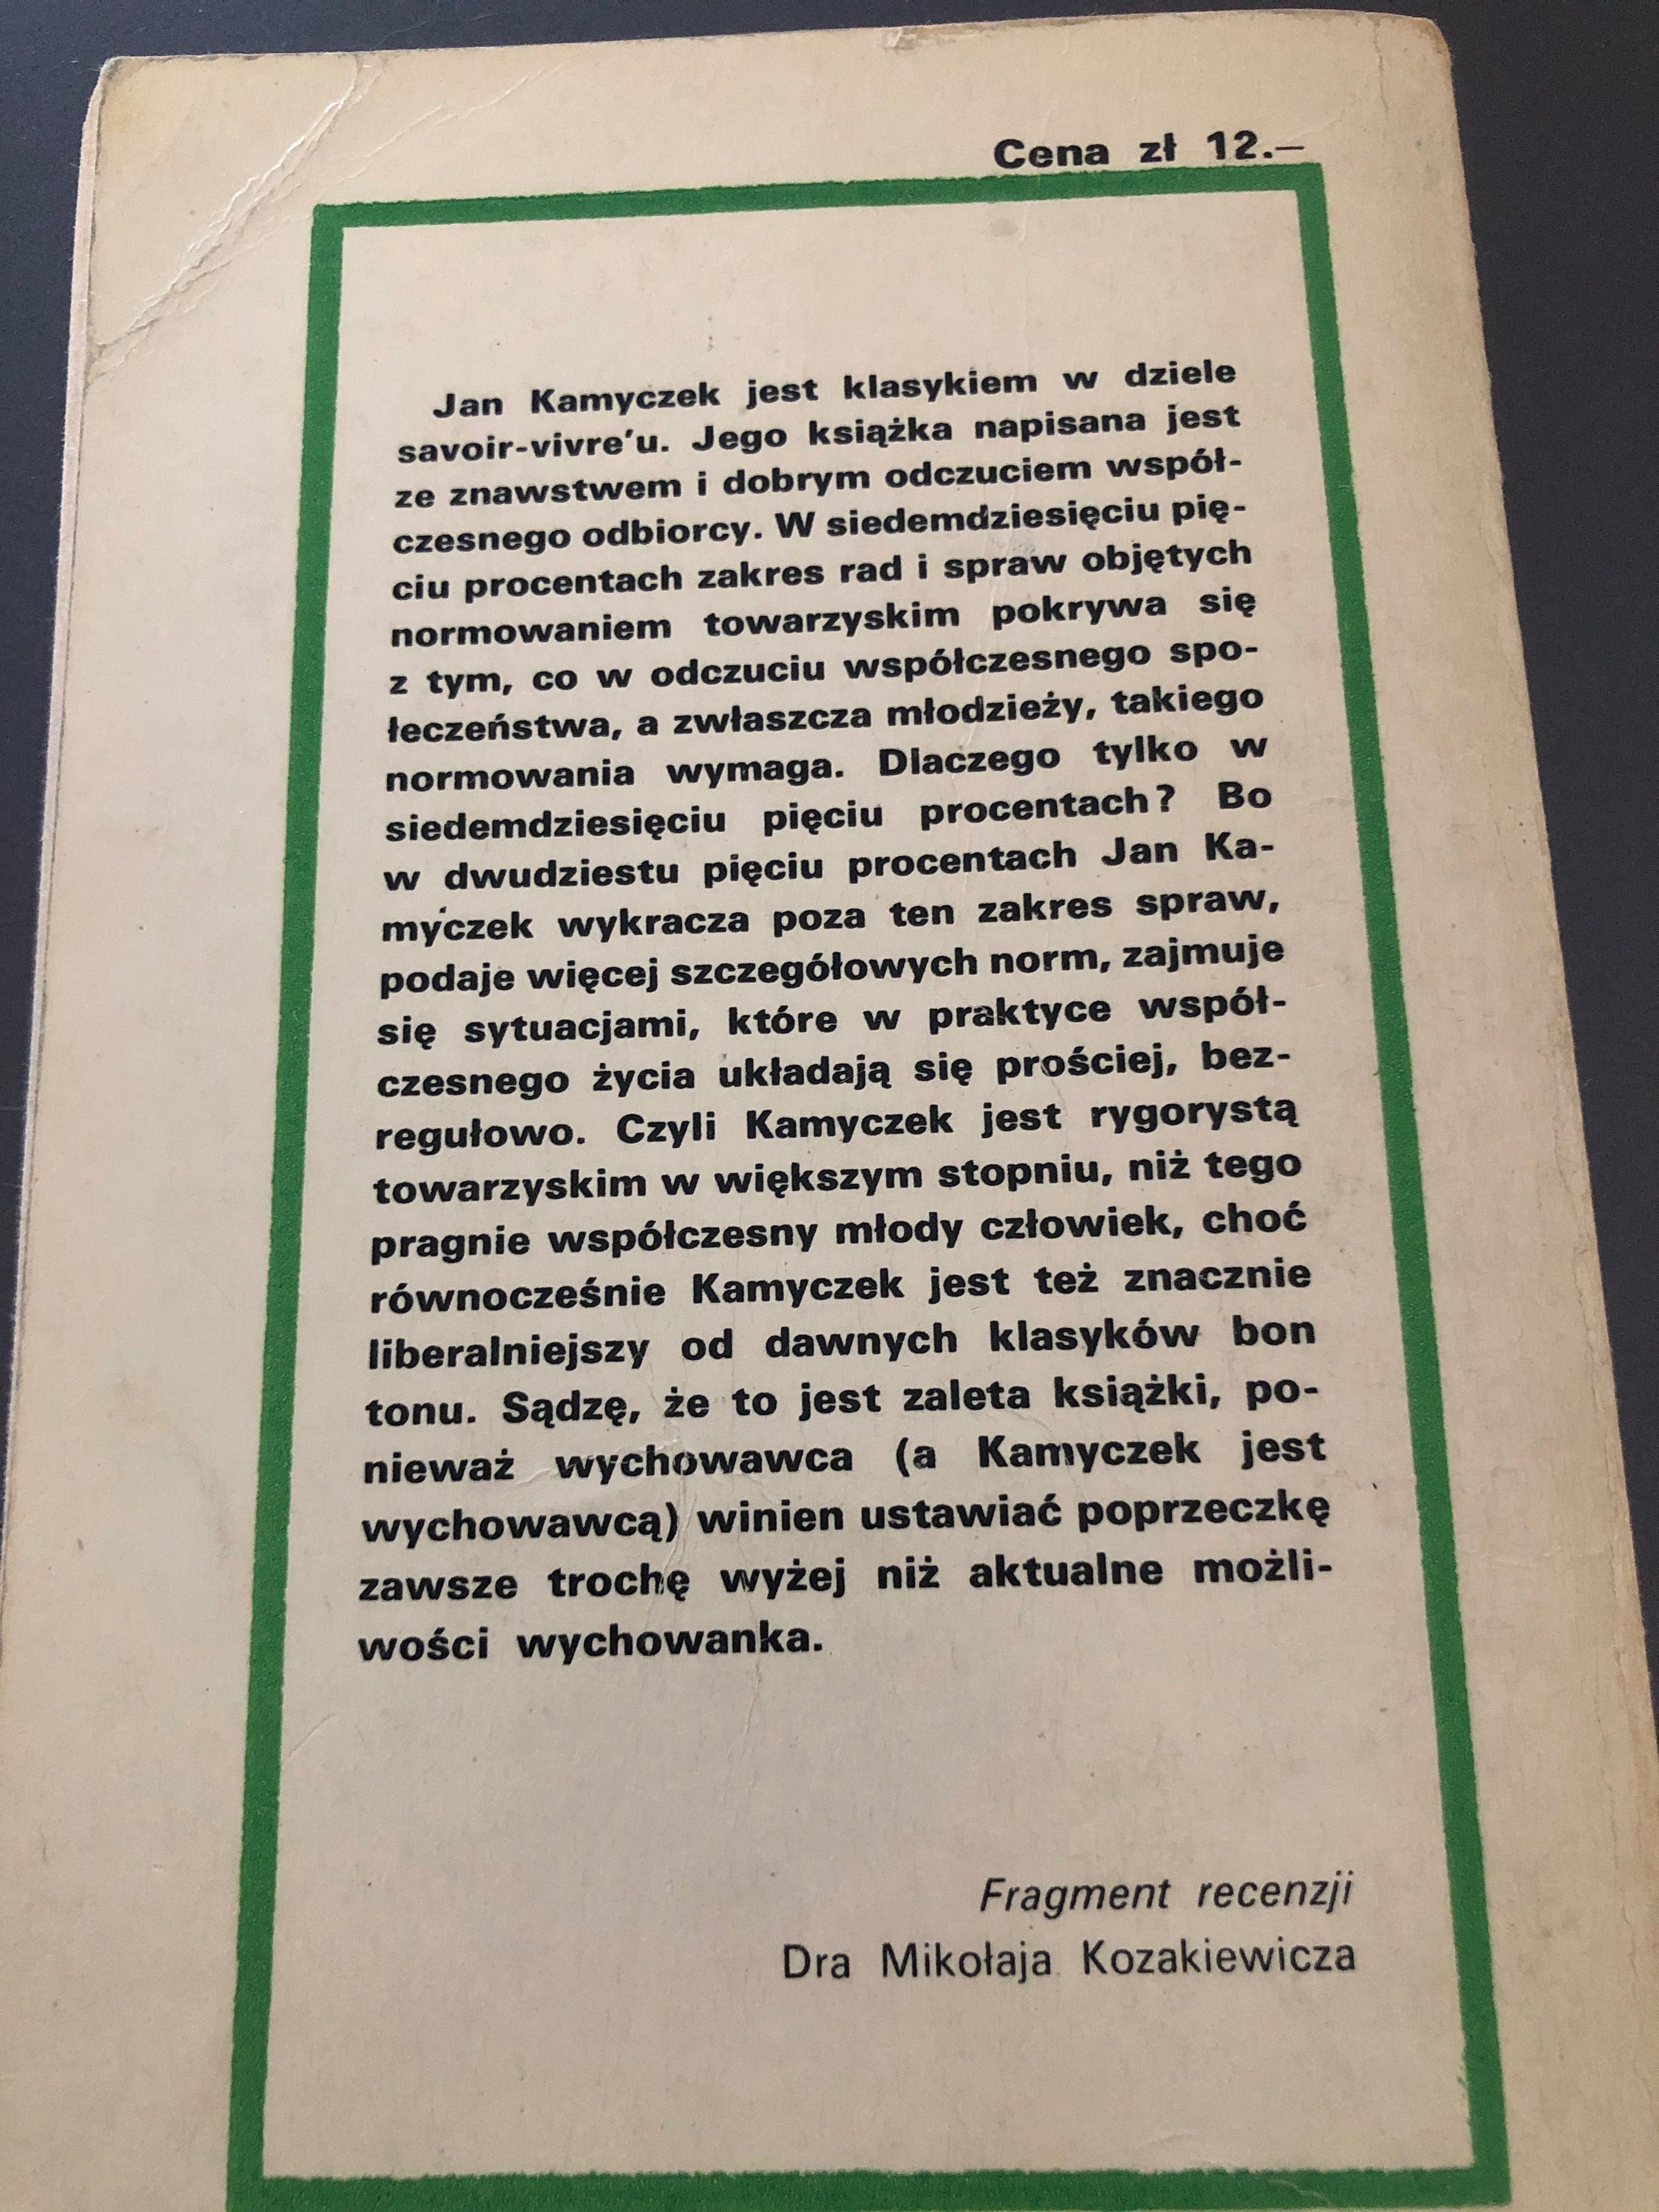 Cena zł 12.—
Jan Kamyczek jest klasykiem w dziele
savoir-vivre'u. Jego książka napisana jest
ze znawstwem i dobrym odczuciem współ-
czesnego odbiorcy. W siedemdziesięciu pię-
ciu procentach zakres rad i spraw objętych
normowaniem towarzyskim pokrywa się
z tym, co w odczuciu współczesnego spo-
łeczeństwa, a zwłaszcza młodzieży, takiego
normowania wymaga. Dlaczego tylko w
siedemdziesięciu pięciu procentach? Bo
w dwudziestu pięciu procentach Jan Ka-
myczek wykracza poza ten zakres spraw,
podaje więcej szczegółowych norm, zajmuje
się sytuacjami, które w praktyce współ-
czesnego życia układają się prościej, bez-
regułowo. Czyli Kamyczek jest rygorystą
towarzyskim w większym stopniu, niż tego
pragnie współczesny młody człowiek, choć
równocześnie Kamyczek jest też znacznie
liberalniejszy od dawnych klasyków bon
tonu. Sądzę, że to jest zaleta książki, po-
nieważ wychowawca (a Kamyczek jest
wychowawcą) winien ustawiać poprzeczkę
zawsze trochę wyżej niż aktualne możli-
wości wychowanka.
Fragment recenzji
Dra Mikołaja Kozakiewicza